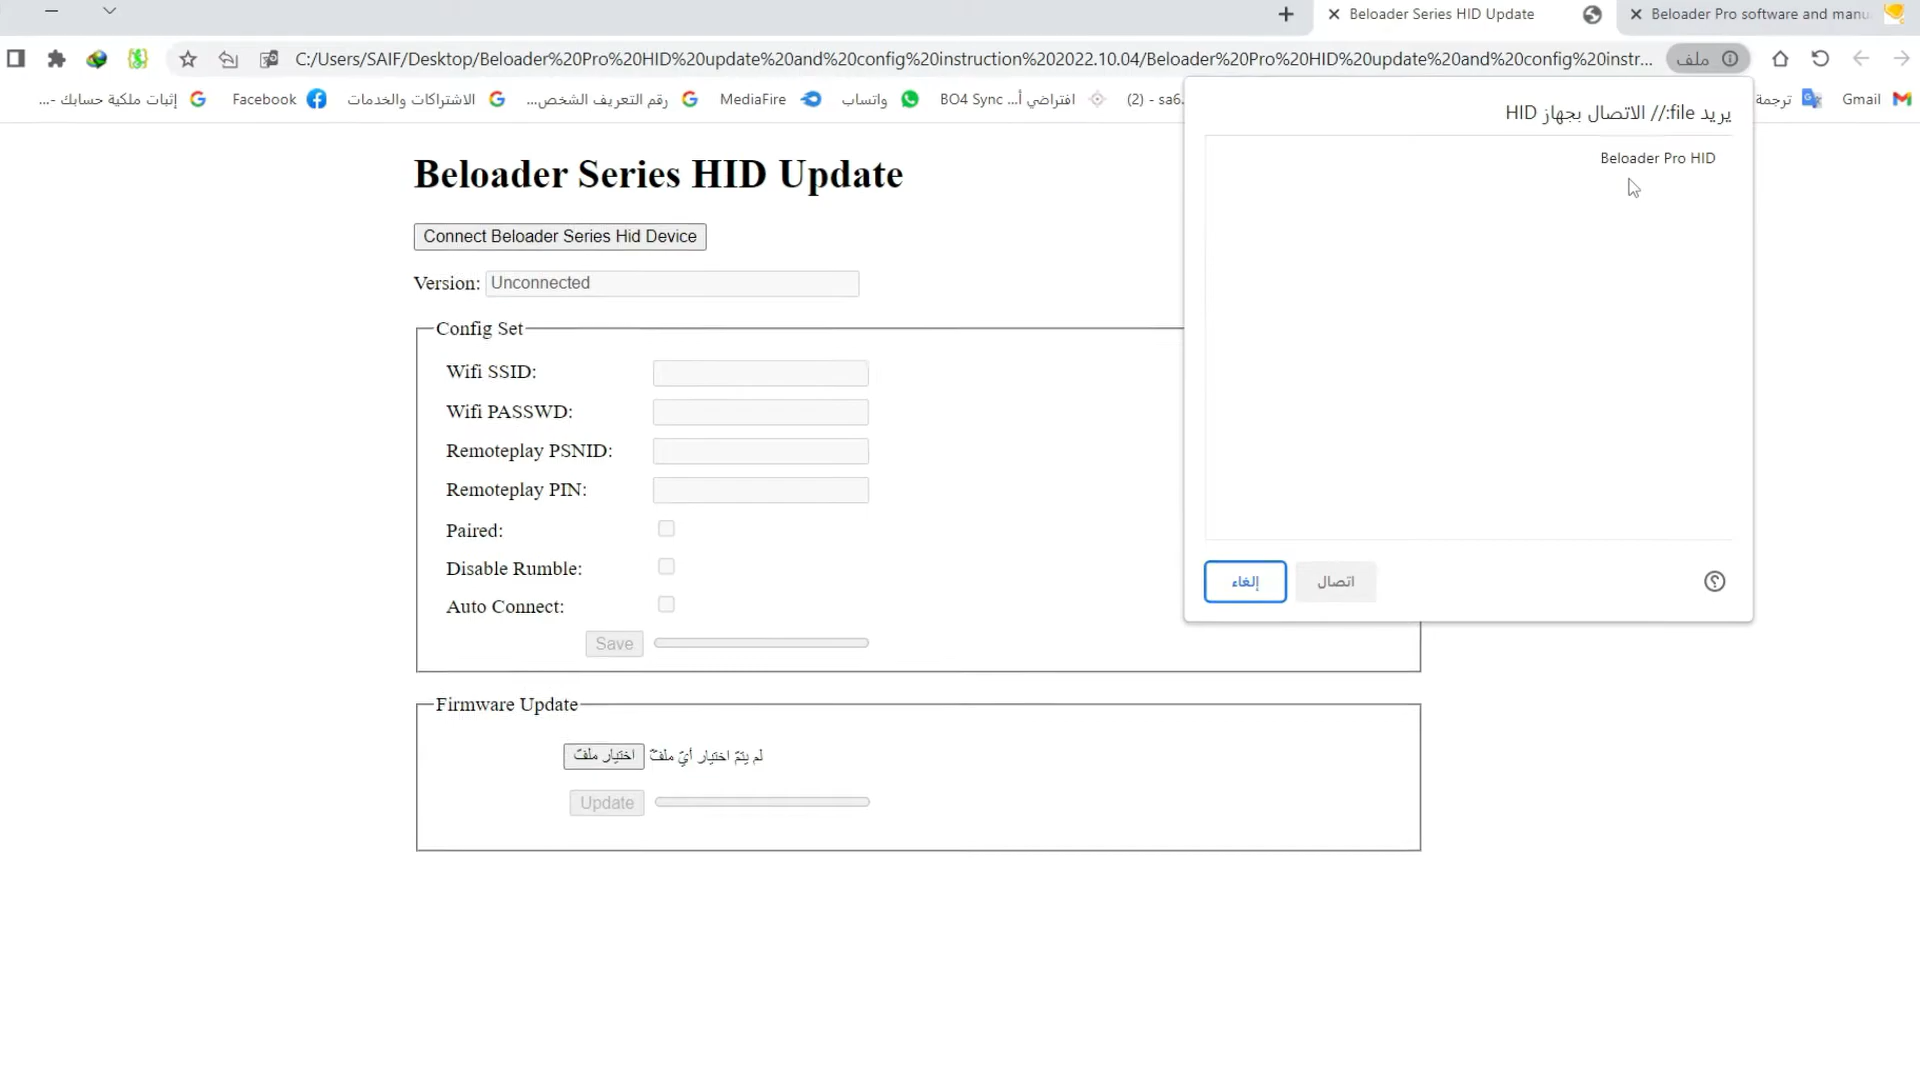 Beloader Series HID Update
Beloader Pro software and manu
C:/Users/SAIF/Desktop/Beloader%20Pro%20HID%20update%20and%20config%20instruction%202022.10.04/Beloader%20Pro%20HID%20update%20and%20config%20instr...
ملف
إثبات ملكية حسابك -...
Facebook
الاشتراكات والخدمات
رقم التعريف الشخص...
MediaFire
واتساب
BO4 Sync افتراضي أ...
(2) - sa6.
ترجمة
Gmail
يريد file:// الاتصال بجهاز HID
Beloader Pro HID
إلغاء
اتصال
Beloader Series HID Update
Connect Beloader Series Hid Device
Version: Unconnected
Config Set
Wifi SSID:
Wifi PASSWD:
Remoteplay PSNID:
Remoteplay PIN:
Paired:
Disable Rumble:
Auto Connect:
Save
Firmware Update
اختيار ملفّ لم يتمّ اختيار أيّ ملفّ
Update